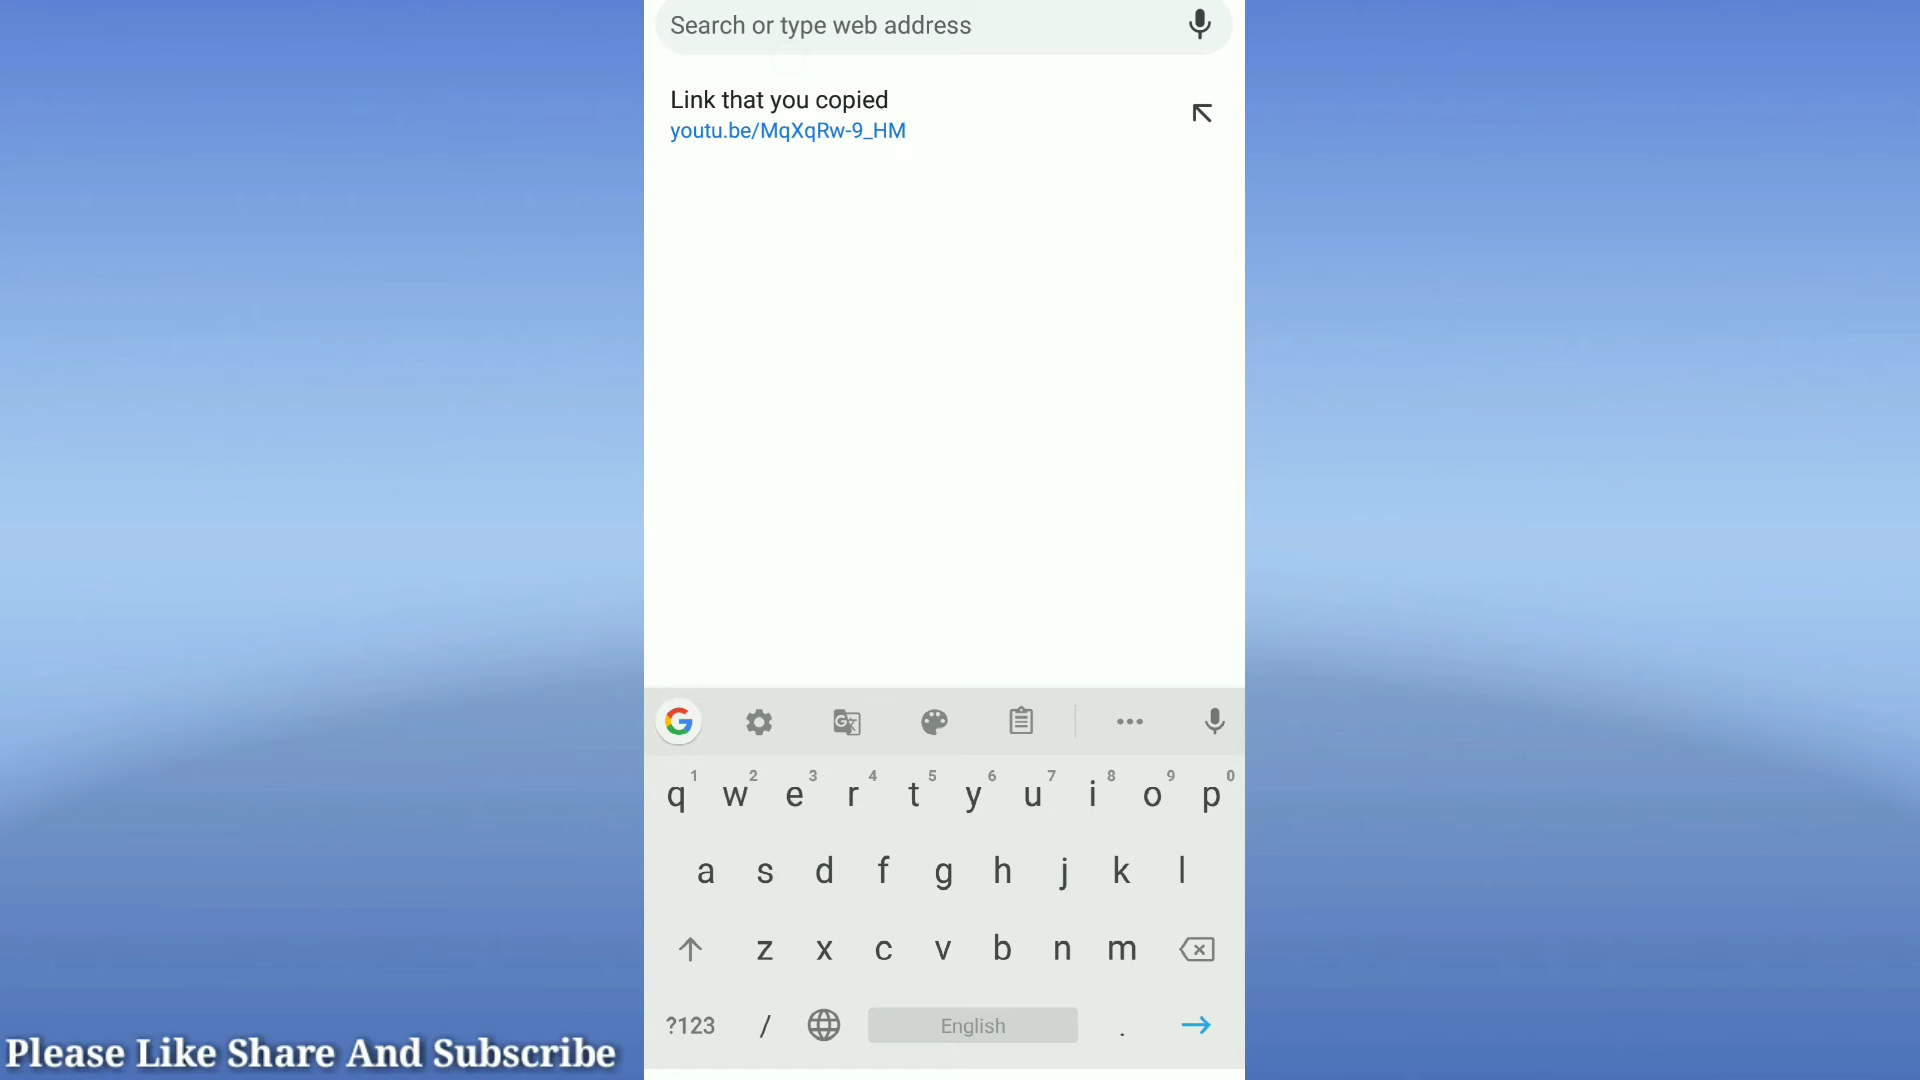 Search or type web address
Link that you copied
youtu.be/MqXqRw-9_HM
G
1 2 3 4 5 6 7 8 9 0
q w e r t y u i o p
a s d f g h j k l
z x c v b n m
?123 / English .
Please Like Share And Subscribe